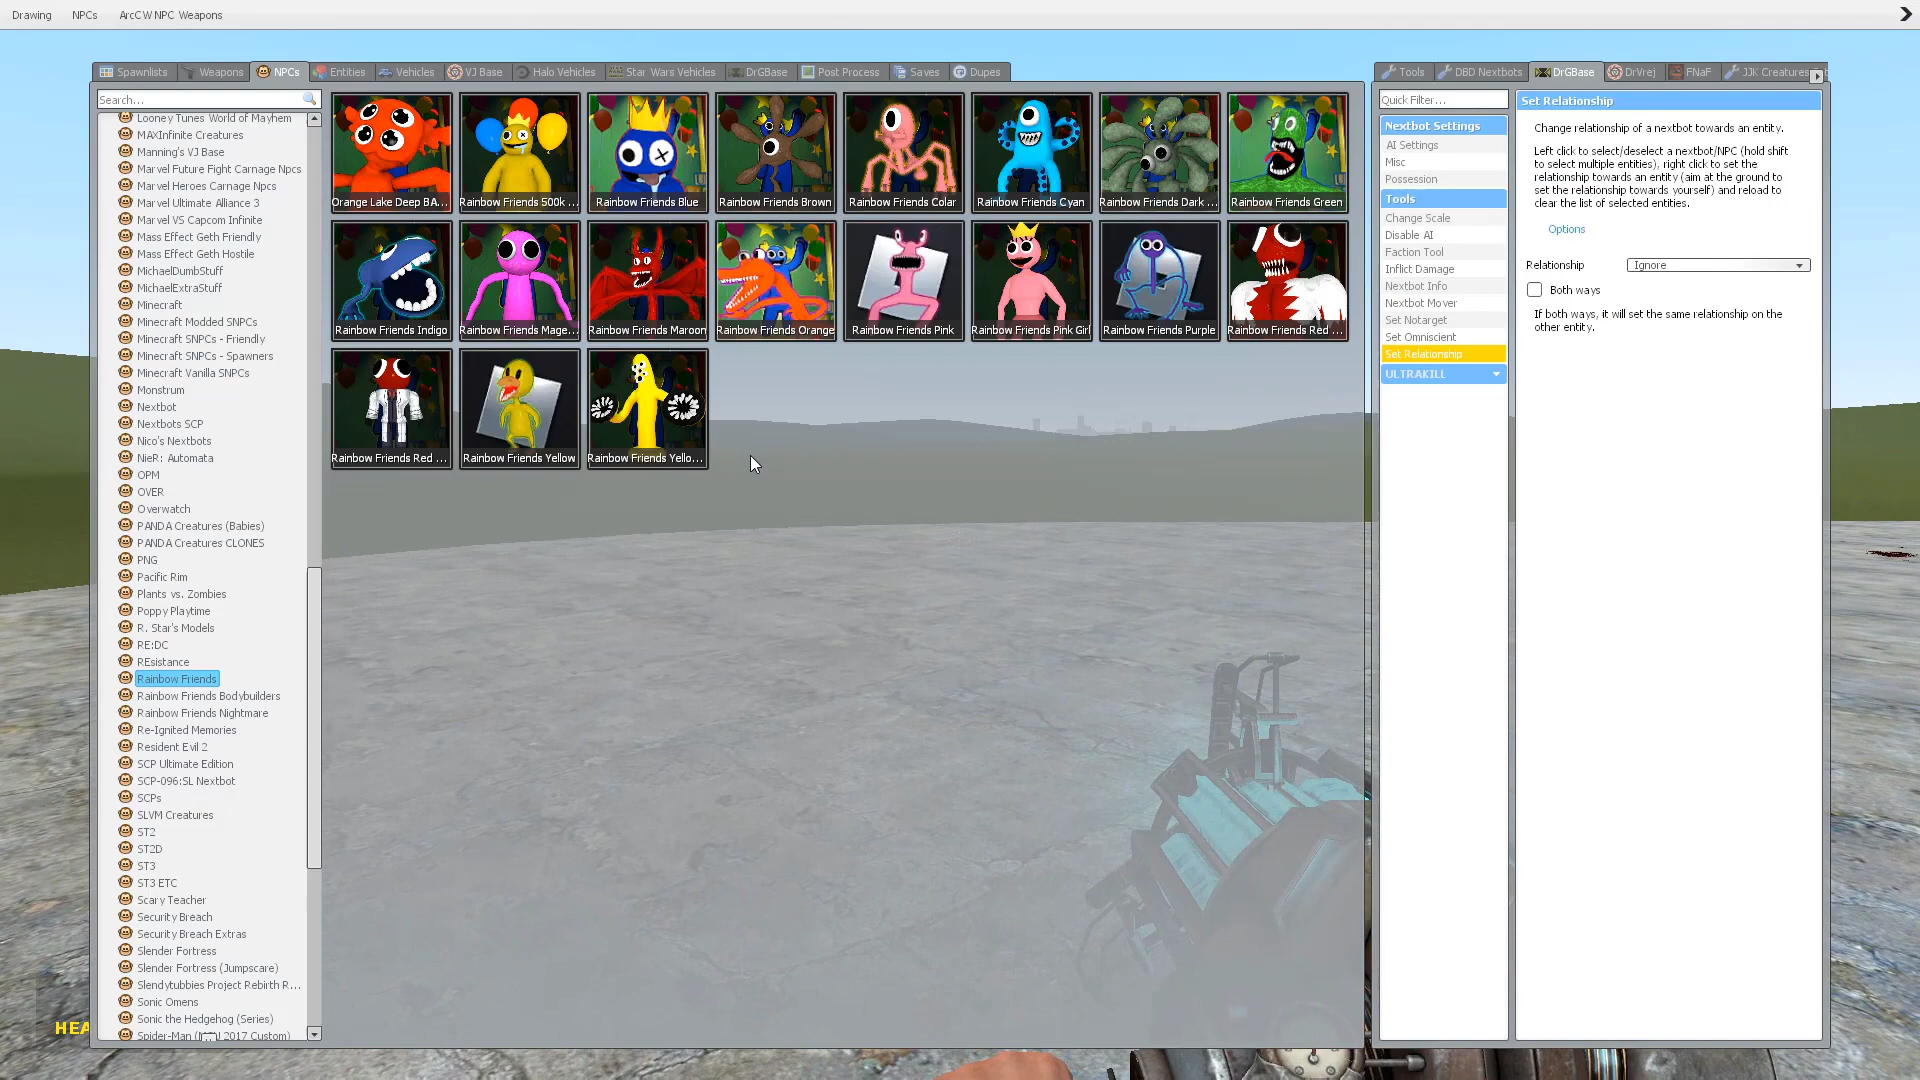 Drawing NPCs ArcCW NPC Weapons
Spawnlists Weapons NPCs Entities Vehicles VJ Base Halo Vehicles Star Wars Vehicles DrGBase Post Process Saves Dupes
Tools DBD Nextbots DrGBase DrVrej FNaF JJK Creatures
Search...
Looney Tunes World of Mayhem
MAXInfinite Creatures
Manning's VJ Base
Marvel Future Fight Carnage Npcs
Marvel Heroes Carnage Npcs
Marvel Ultimate Alliance 3
Marvel VS Capcom Infinite
Mass Effect Geth Friendly
Mass Effect Geth Hostile
MichaelDumbStuff
MichaelExtraStuff
Minecraft
Minecraft Modded SNPCs
Minecraft SNPCs - Friendly
Minecraft SNPCs - Spawners
Minecraft Vanilla SNPCs
Monstrum
Nextbot
Nextbots SCP
Nico's Nextbots
NieR: Automata
OPM
OVER
Overwatch
PANDA Creatures (Babies)
PANDA Creatures CLONES
PNG
Pacific Rim
Plants vs. Zombies
Poppy Playtime
R. Star's Models
RE:DC
REsistance
Rainbow Friends
Rainbow Friends Bodybuilders
Rainbow Friends Nightmare
Re-Ignited Memories
Resident Evil 2
SCP Ultimate Edition
SCP-096:SL Nextbot
SCPs
SLVM Creatures
ST2
ST2D
ST3
ST3 ETC
Scary Teacher
Security Breach
Security Breach Extras
Slender Fortress
Slender Fortress (Jumpscare)
Slendytubbies Project Rebirth R...
Sonic Omens
Sonic the Hedgehog (Series)
Spider-Man 2017 Custom)
Orange Lake Deep BA... Rainbow Friends 500k ... Rainbow Friends Blue Rainbow Friends Brown Rainbow Friends Colar Rainbow Friends Cyan Rainbow Friends Dark ... Rainbow Friends Green
Rainbow Friends Indigo Rainbow Friends Mage... Rainbow Friends Maroon Rainbow Friends Orange Rainbow Friends Pink Rainbow Friends Pink Girl Rainbow Friends Purple Rainbow Friends Red ...
Rainbow Friends Red ... Rainbow Friends Yellow Rainbow Friends Yello...
Quick Filter...
Nextbot Settings
AI Settings
Misc
Possession
Tools
Change Scale
Disable AI
Faction Tool
Inflict Damage
Nextbot Info
Nextbot Mover
Set Notarget
Set Omniscient
Set Relationship
ULTRAKILL
Set Relationship
Change relationship of a nextbot towards an entity.
Left click to select/deselect a nextbot/NPC (hold shift
to select multiple entities), right click to set the
relationship towards an entity (aim at the ground to
set the relationship towards yourself) and reload to
clear the list of selected entities.
Options
Relationship Ignore
Both ways
If both ways, it will set the same relationship on the
other entity.
HEA